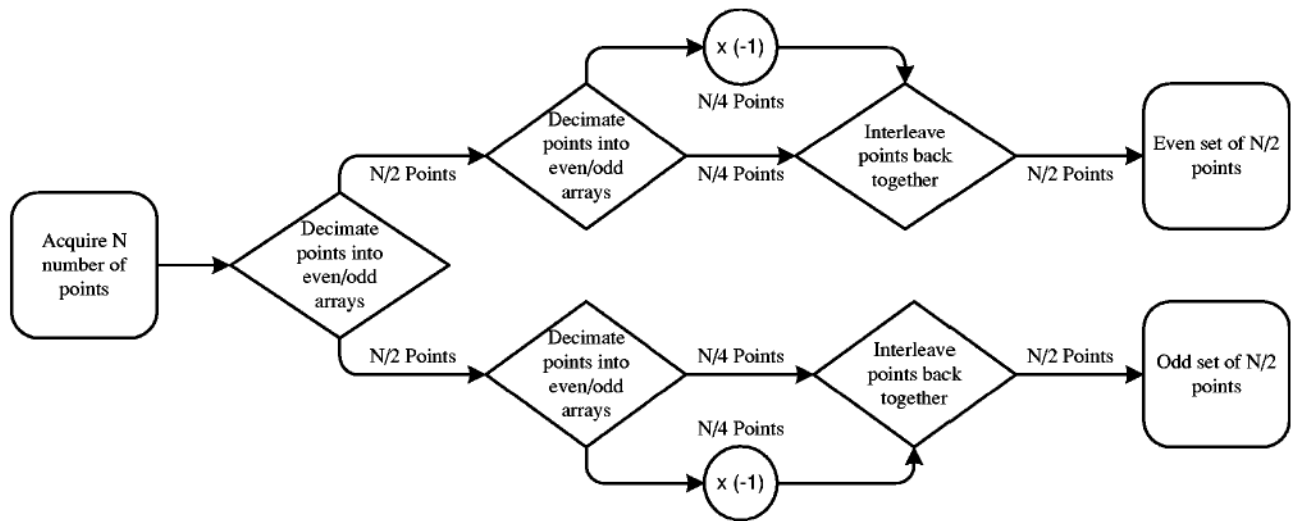 Acquire N
number of
points
Decimate
points into
even/odd
arrays
N/2 Points
Decimate
points into
even/odd
arrays
x (-1)
N/4 Points
N/4 Points
Interleave
points back
together
N/2 Points
Even set of N/2
points
N/2 Points
Decimate
points into
even/odd
arrays
N/4 Points
N/4 Points
x (-1)
Interleave
points back
together
N/2 Points
Odd set of N/2
points